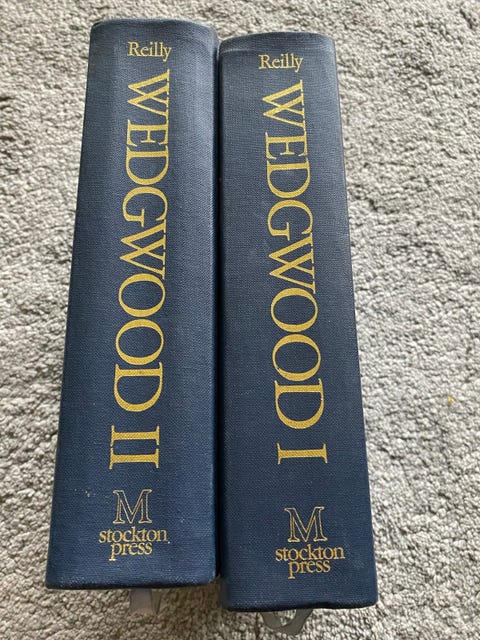 Reilly
WEDGWOOD II
M
stockton
press
Reilly
WEDGWOOD I
M
stockton
press